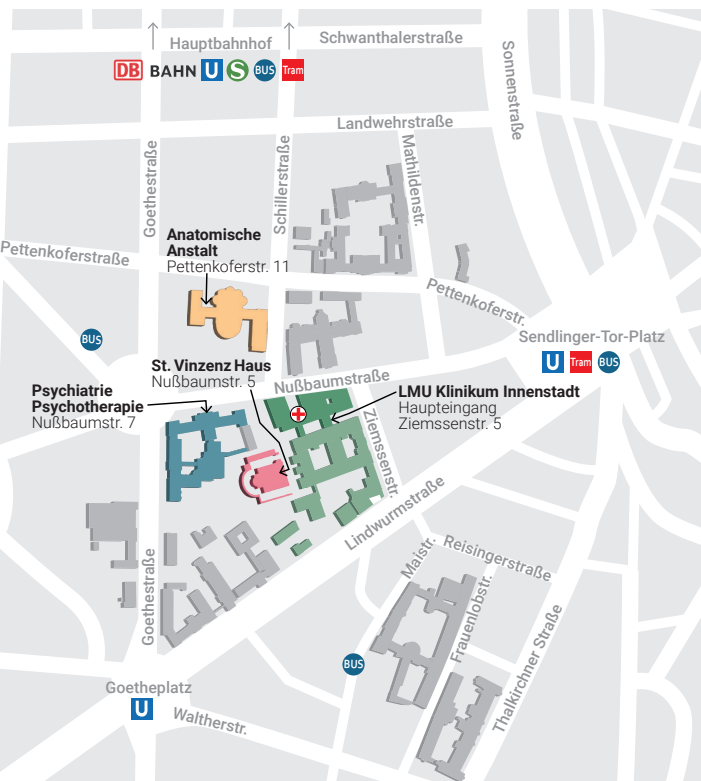 Hauptbahnhof
Schwanthalerstraße
DB BAHN U S BUS Tram
Sonnenstraße
Landwehrstraße
Goethestraße
Schillerstraße
Mathildenstr.
Anatomische
Anstalt
Pettenkoferstr. 11
Pettenkoferstraße
Pettenkoferstr.
BUS
Sendlinger-Tor-Platz
U Tram BUS
St. Vinzenz Haus
Nußbaumstr. 5
Nußbaumstraße
Psychiatrie
Psychotherapie
Nußbaumstr. 7
LMU Klinikum Innenstadt
Haupteingang
Ziemssenstr. 5
Ziemssenstr.
Lindwurmstraße
Goethestraße
Maistr.
Reisingerstraße
Frauenlobstr.
Thalkirchner Straße
BUS
Goetheplatz
U
Waltherstr.